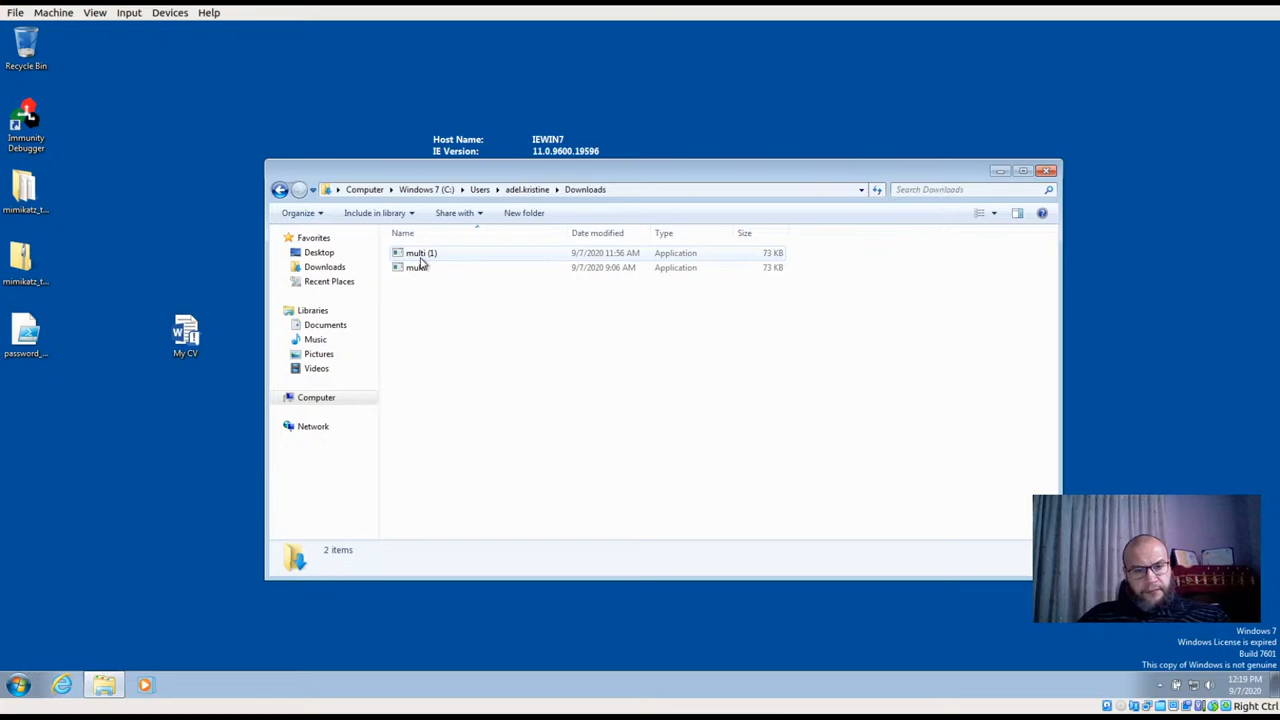 File Machine View Input Devices Help
Recycle Bin
Host Name: IEWIN7
IE Version: 11.0.9600.19596
Immunity
Debugger
Computer Windows 7 (C:) Users adel.kristine Downloads
Search Downloads
Organize Include in library Share with New folder
mimikatz_t...
Name Date modified Type Size
Favorites
multi (1) 9/7/2020 11:56 AM Application 73 KB
Desktop
9/7/2020 9:06 AM Application 73 KB
Downloads
mimikatz_t...
Recent Places
Libraries
Documents
Music
password_...
My CV
Pictures
Videos
Computer
Network
2 items
Windows 7
Windows License is expired
Build 7601
This copy of Windows is not genuine
12:19 PM
9/7/2020
Right Ctrl